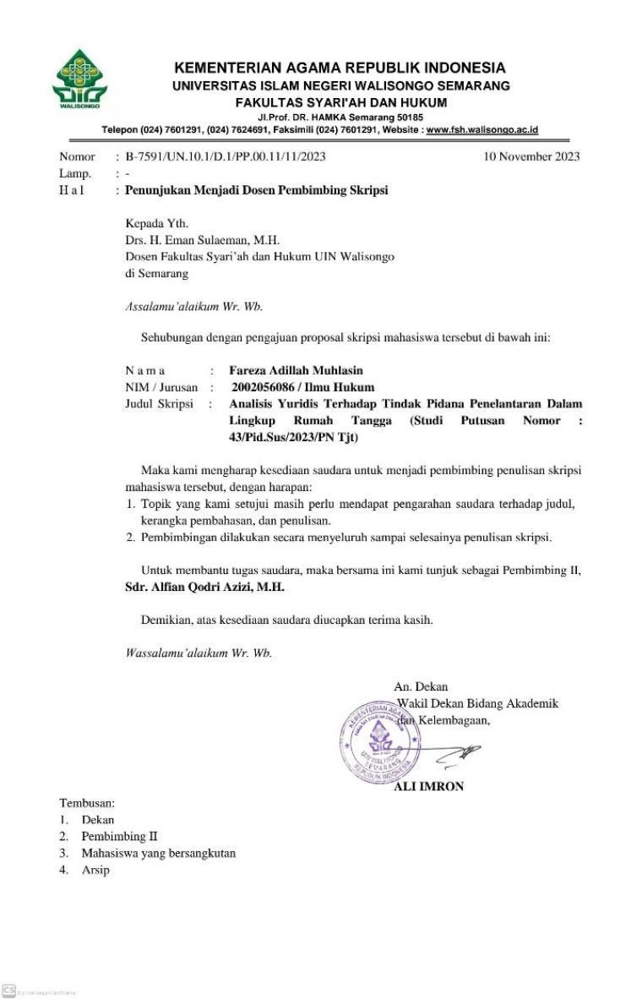 WALISONGO
KEMENTERIAN AGAMA REPUBLIK INDONESIA
UNIVERSITAS ISLAM NEGERI WALISONGO SEMARANG
FAKULTAS SYARI'AH DAN HUKUM
Jl.Prof. DR. HAMKA Semarang 50185
Telepon (024) 7601291, (024) 7624691, Faksimili (024) 7601291, Website : www.fsh.walisongo.ac.id
Nomor : B-7591/UN.10.1/D.1/PP.00.11/11/2023 10 November 2023
Lamp. : -
H a l : Penunjukan Menjadi Dosen Pembimbing Skripsi
Kepada Yth.
Drs. H. Eman Sulaeman, M.H.
Dosen Fakultas Syari’ah dan Hukum UIN Walisongo
di Semarang
Assalamu’alaikum Wr. Wb.
Sehubungan dengan pengajuan proposal skripsi mahasiswa tersebut di bawah ini:
N a m a : Fareza Adillah Muhlasin
NIM / Jurusan : 2002056086 / Ilmu Hukum
Judul Skripsi : Analisis Yuridis Terhadap Tindak Pidana Penelantaran Dalam
Lingkup Rumah Tangga (Studi Putusan Nomor :
43/Pid.Sus/2023/PN Tjt)
Maka kami mengharap kesediaan saudara untuk menjadi pembimbing penulisan skripsi
mahasiswa tersebut, dengan harapan:
1. Topik yang kami setujui masih perlu mendapat pengarahan saudara terhadap judul,
kerangka pembahasan, dan penulisan.
2. Pembimbingan dilakukan secara menyeluruh sampai selesainya penulisan skripsi.
Untuk membantu tugas saudara, maka bersama ini kami tunjuk sebagai Pembimbing II,
Sdr. Alfian Qodri Azizi, M.H.
Demikian, atas kesediaan saudara diucapkan terima kasih.
Wassalamu’alaikum Wr. Wb.
An. Dekan
Wakil Dekan Bidang Akademik
dan Kelembagaan,
KEMENTERIAN AGAMA
UIN WALISONGO
SEMARANG
REPUBLIK INDONESIA
ALI IMRON
Tembusan:
1. Dekan
2. Pembimbing II
3. Mahasiswa yang bersangkutan
4. Arsip
CS